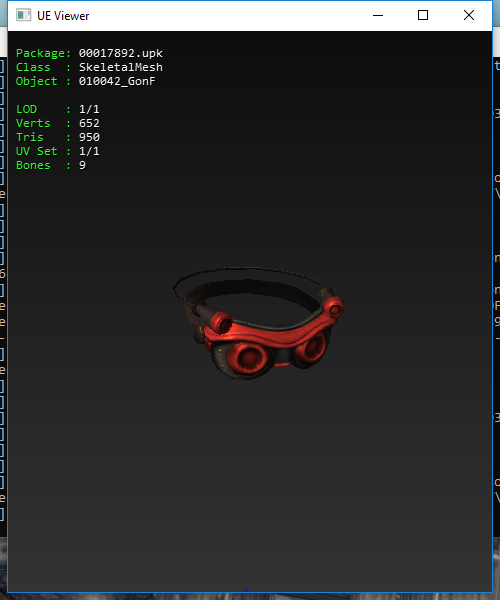 UE Viewer
Package: 00017892.upk
Class : SkeletalMesh
Object : 010042_GonF
LOD : 1/1
Verts : 652
Tris : 950
UV Set : 1/1
Bones : 9